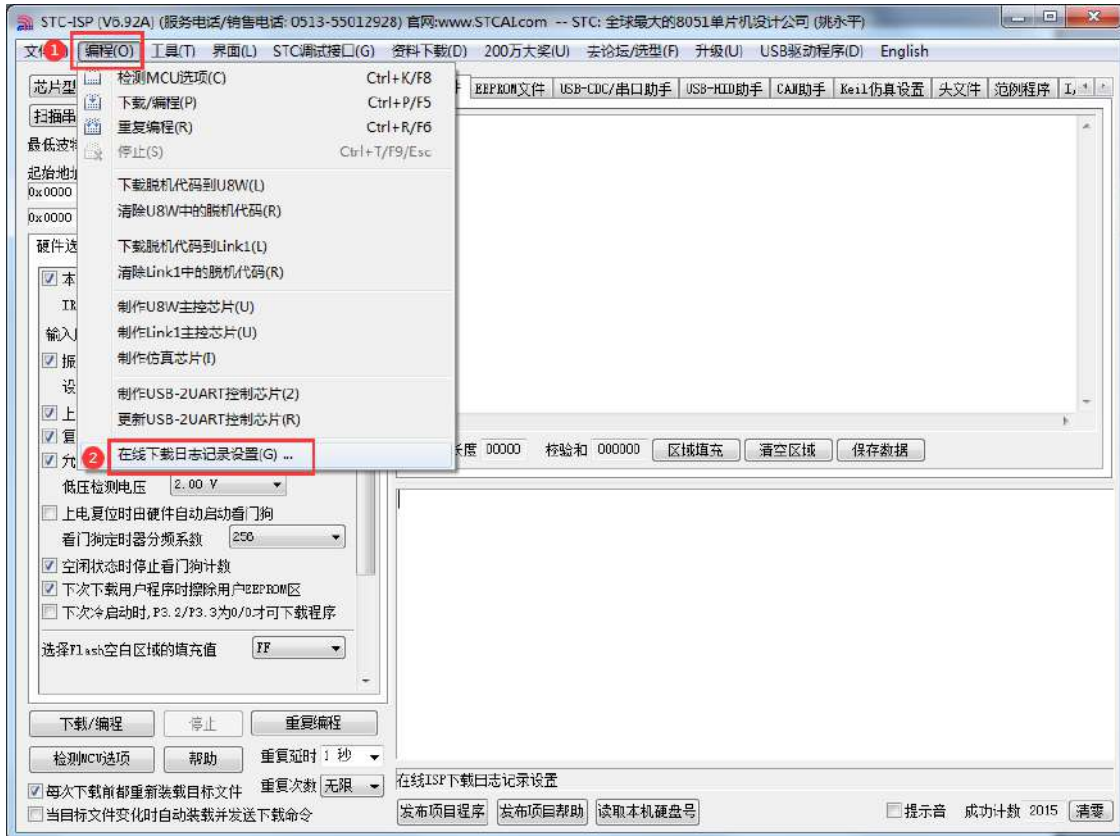 STC-ISP (V6.92A) (服务电话/销售电话: 0513-55012928) 官网:www.STCAI.com -- STC: 全球最大的8051单片机设计公司 (姚永平)
文 1 编程(O) 工具(T) 界面(L) STC调试接口(G) 资料下载(D) 200万大奖(U) 去论坛/选型(F) 升级(U) USB驱动程序(D) English
芯片型 EEPROM文件 USB-CDC/串口助手 USB-HID助手 CAN助手 Keil仿真设置 头文件 范例程序
检测MCU选项(C) Ctrl+K/F8
下载/编程(P) Ctrl+P/F5
扫描串
重复编程(R) Ctrl+R/F6
最低波特
停止(S) Ctrl+T/F9/Esc
起始地址
0x0000
下载脱机代码到U8W(L)
清除U8W中的脱机代码(R)
0x0000
硬件选
下载脱机代码到Link1(L)
清除Link1中的脱机代码(R)
本
制作U8W主控芯片(U)
输入
制作Link1主控芯片(U)
振
制作仿真芯片(I)
设
制作USB-2UART控制芯片(2)
上
更新USB-2UART控制芯片(R)
复
允 2 在线下载日志记录设置(G) ...
长度 00000 校验和 000000 区域填充 清空区域 保存数据
低压检测电压 2.00 V
上电复位时由硬件自动启动看门狗
看门狗定时器分频系数 256
空闲状态时停止看门狗计数
下次下载用户程序时擦除用户EEPROM区
下次冷启动时,P3.2/P3.3为0/0才可下载程序
选择Flash空白区域的填充值 FF
下载/编程 停止 重复编程
检测MCU选项 帮助 重复延时 1 秒
每次下载前都重新装载目标文件 重复次数 无限
当目标文件变化时自动装载并发送下载命令
在线ISP下载日志记录设置
发布项目程序 发布项目帮助 读取本机硬盘号 提示音 成功计数 2015 清零